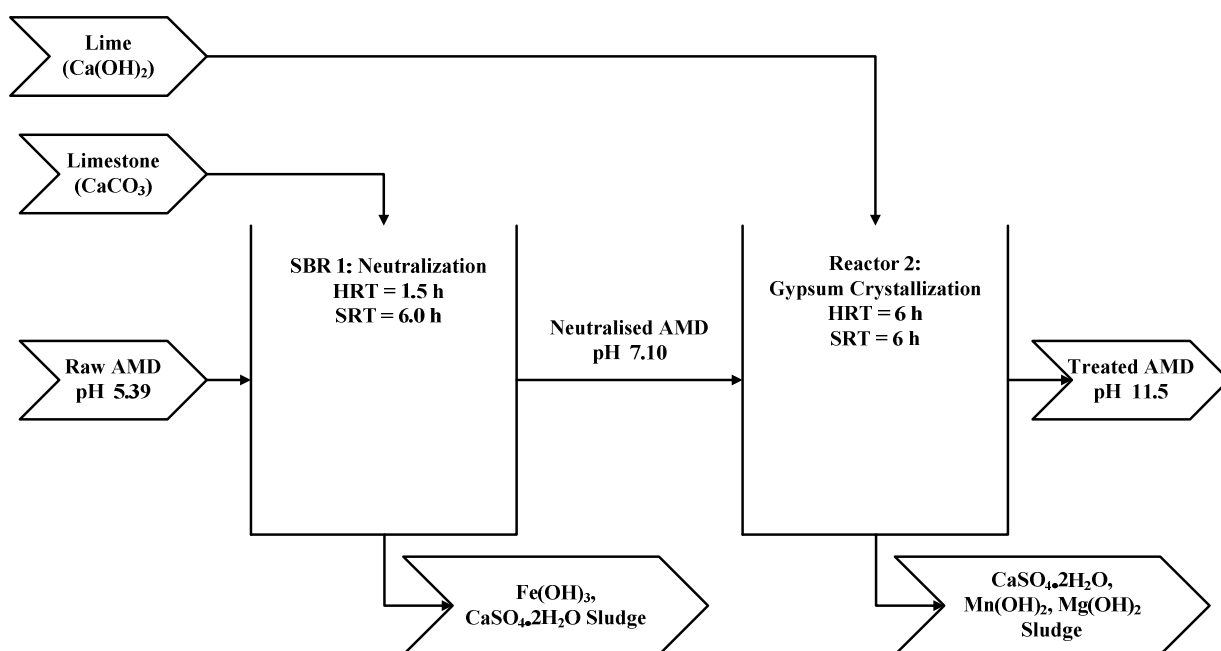 Lime
(Ca(OH)₂)
Limestone
(CaCO₃)
SBR 1: Neutralization
HRT = 1.5 h
SRT = 6.0 h
Reactor 2:
Gypsum Crystallization
HRT = 6 h
SRT = 6 h
Neutralised AMD
pH 7.10
Raw AMD
pH 5.39
Treated AMD
pH 11.5
Fe(OH)₃,
CaSO₄.2H₂O Sludge
CaSO₄.2H₂O,
Mn(OH)₂, Mg(OH)₂
Sludge